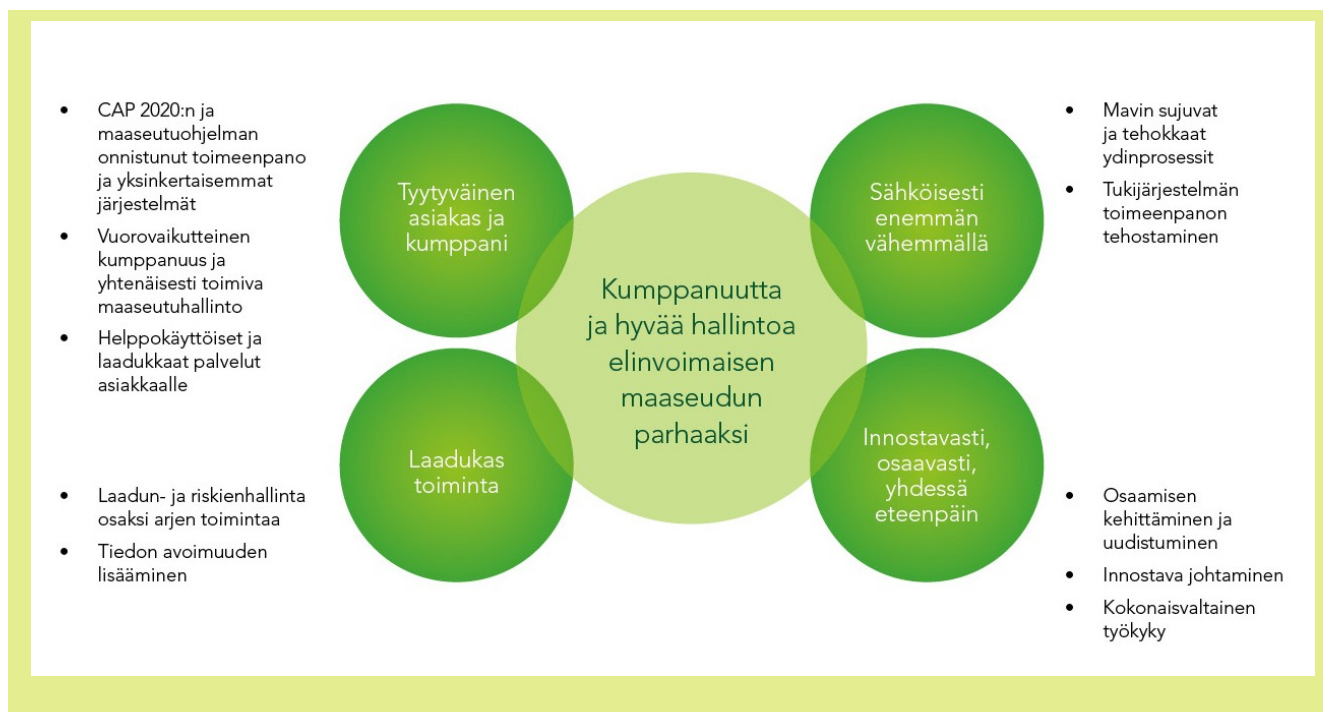 • CAP 2020:n ja
maaseutuohjelman
onnistunut toimeenpano
ja yksinkertaisemmat
järjestelmät
• Vuorovaikutteinen
kumppanuus ja
yhtenäisesti toimiva
maaseutuhallinto
• Helppokäyttöiset ja
laadukkaat palvelut
asiakkaalle
Tyytyväinen
asiakas ja
kumppani
Sähköisesti
enemmän
vähemmällä
• Mavin sujuvat
ja tehokkaat
ydinprosessit
• Tukijärjestelmän
toimeenpanon
tehostaminen
Kumppanuutta
ja hyvää hallintoa
elinvoimaisen
maaseudun
parhaaksi
• Laadun- ja riskienhallinta
osaksi arjen toimintaa
• Tiedon avoimuuden
lisääminen
Laadukas
toiminta
Innostavasti,
osaavasti,
yhdessä
eteenpäin
• Osaamisen
kehittäminen ja
uudistuminen
• Innostava johtaminen
• Kokonaisvaltainen
työkyky